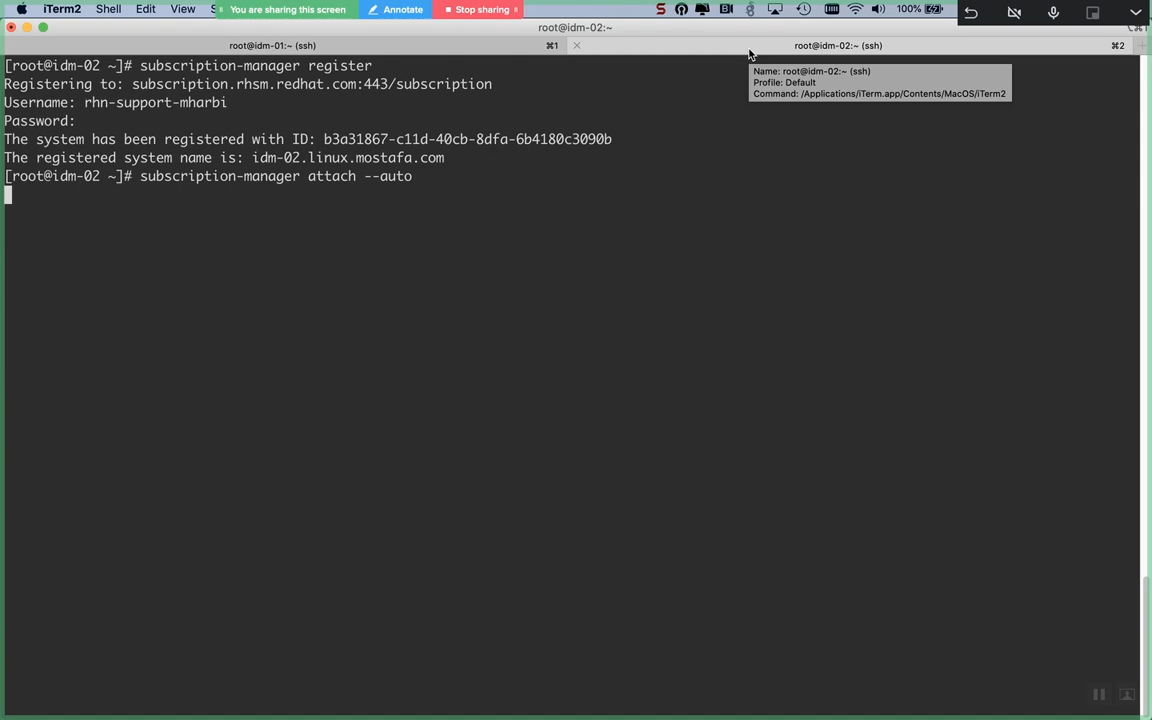 iTerm2 Shell Edit View S You are sharing this screen Annotate Stop sharing 100%
root@idm-02:~
root@idm-01:~ (ssh) ⌘1 root@idm-02:~ (ssh) ⌘2
[root@idm-02 ~]# subscription-manager register
Registering to: subscription.rhsm.redhat.com:443/subscription
Username: rhn-support-mharbi
Password:
The system has been registered with ID: b3a31867-c11d-40cb-8dfa-6b4180c3090b
The registered system name is: idm-02.linux.mostafa.com
[root@idm-02 ~]# subscription-manager attach --auto
Name: root@idm-02:~ (ssh)
Profile: Default
Command: /Applications/iTerm.app/Contents/MacOS/iTerm2